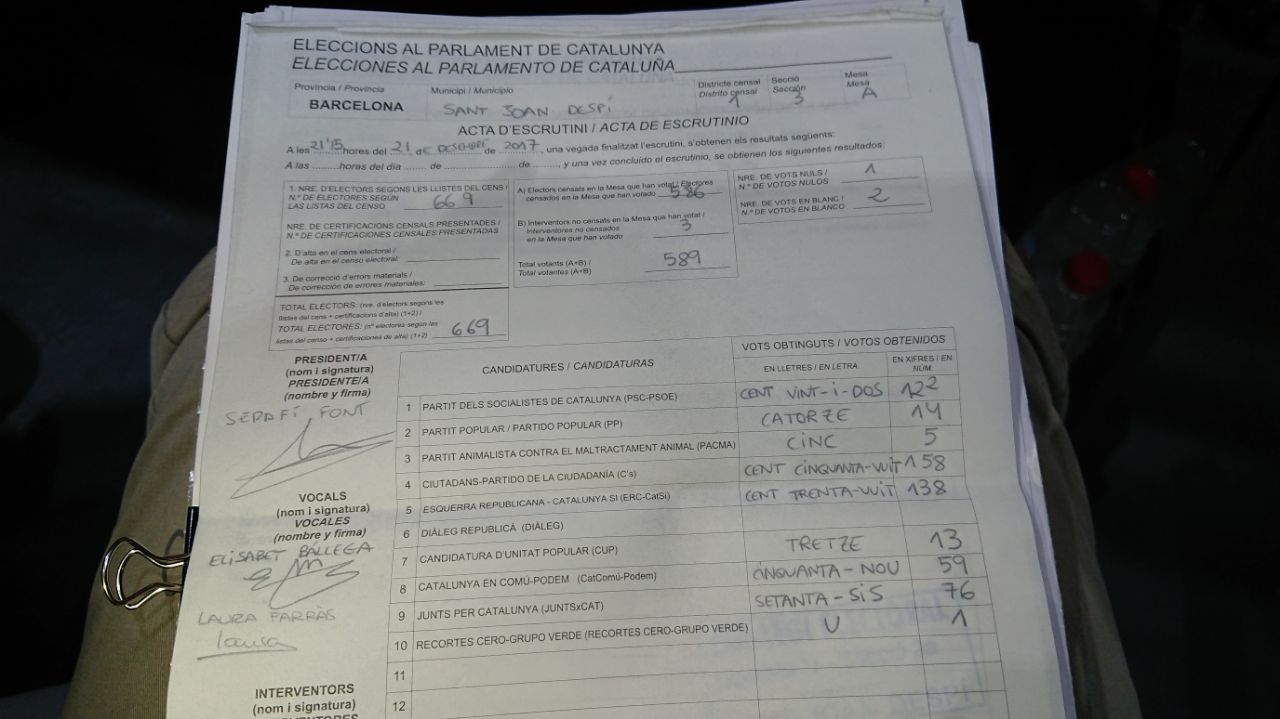 ELECCIONS AL PARLAMENT DE CATALUNYA
ELECCIONES AL PARLAMENTO DE CATALUÑA
Província / Provincia
BARCELONA
Municipi / Municipio
SANT JOAN DESPÍ
Districte censal
Distrito censal
1
Secció
Sección
3
Mesa
Mesa
A
ACTA D'ESCRUTINI / ACTA DE ESCRUTINIO
A les 21'15 hores del 21 de DESEMBRE de 2017, una vegada finalitzat l'escrutini, s'obtenen els resultats següents:
A las ........ horas del día ....... de .................... de ........, y una vez concluido el escrutinio, se obtienen los siguientes resultados:
1. NRE. D'ELECTORS SEGONS LES LLISTES DEL CENS /
N.º DE ELECTORES SEGÚN
LAS LISTAS DEL CENSO
669
NRE. DE CERTIFICACIONS CENSALS PRESENTADES /
N.º DE CERTIFICACIONES CENSALES PRESENTADAS
2. D'alta en el cens electoral /
De alta en el censo electoral:
3. De correcció d'errors materials /
De corrección de errores materiales:
TOTAL ELECTORS: (nre. d'electors segons les
llistes del cens + certificacions d'alta) (1+2) /
TOTAL ELECTORES: (nº electores según las
listas del censo + certificaciones de alta) (1+2)
669
A) Electors censats en la Mesa que han votat / Electores
censados en la Mesa que han votado
586
B) Interventors no censats en la Mesa que han votat /
Interventores no censados
en la Mesa que han votado
3
Total votants (A+B) /
Total votantes (A+B)
589
NRE. DE VOTS NULS /
N.º DE VOTOS NULOS
1
NRE. DE VOTS EN BLANC /
N.º DE VOTOS EN BLANCO
2
PRESIDENT/A
(nom i signatura)
PRESIDENTE/A
(nombre y firma)
SERAFÍ FONT
VOCALS
(nom i signatura)
VOCALES
(nombre y firma)
ELISABET BALLEGA
LAURA FARRÀS
laura
INTERVENTORS
(nom i signatura)
CANDIDATURES / CANDIDATURAS
VOTS OBTINGUTS / VOTOS OBTENIDOS
EN LLETRES / EN LETRA
EN XIFRES / EN NÚM.
1 PARTIT DELS SOCIALISTES DE CATALUNYA (PSC-PSOE) CENT VINT-I-DOS 122
2 PARTIT POPULAR / PARTIDO POPULAR (PP) CATORZE 14
3 PARTIT ANIMALISTA CONTRA EL MALTRACTAMENT ANIMAL (PACMA) CINC 5
4 CIUTADANS-PARTIDO DE LA CIUDADANÍA (C's) CENT CINQUANTA-VUIT 158
5 ESQUERRA REPUBLICANA - CATALUNYA SI (ERC-CatSi) CENT TRENTA-VUIT 138
6 DIÀLEG REPUBLICÀ (DIÀLEG)
7 CANDIDATURA D'UNITAT POPULAR (CUP) TRETZE 13
8 CATALUNYA EN COMÚ-PODEM (CatComú-Podem) CINQUANTA-NOU 59
9 JUNTS PER CATALUNYA (JUNTSxCAT) SETANTA-SIS 76
10 RECORTES CERO-GRUPO VERDE (RECORTES CERO-GRUPO VERDE) U 1
11
12